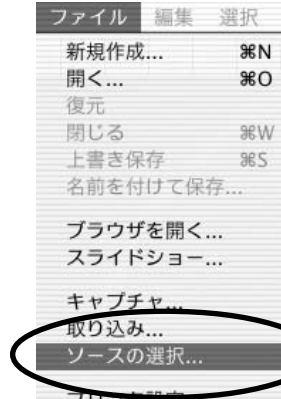 ファイル 編集 選択
新規作成... ⌘N
開く... ⌘O
復元
閉じる ⌘W
上書き保存 ⌘S
名前を付けて保存...
ブラウザを開く...
スライドショー...
キャプチャ...
取り込み...
ソースの選択...